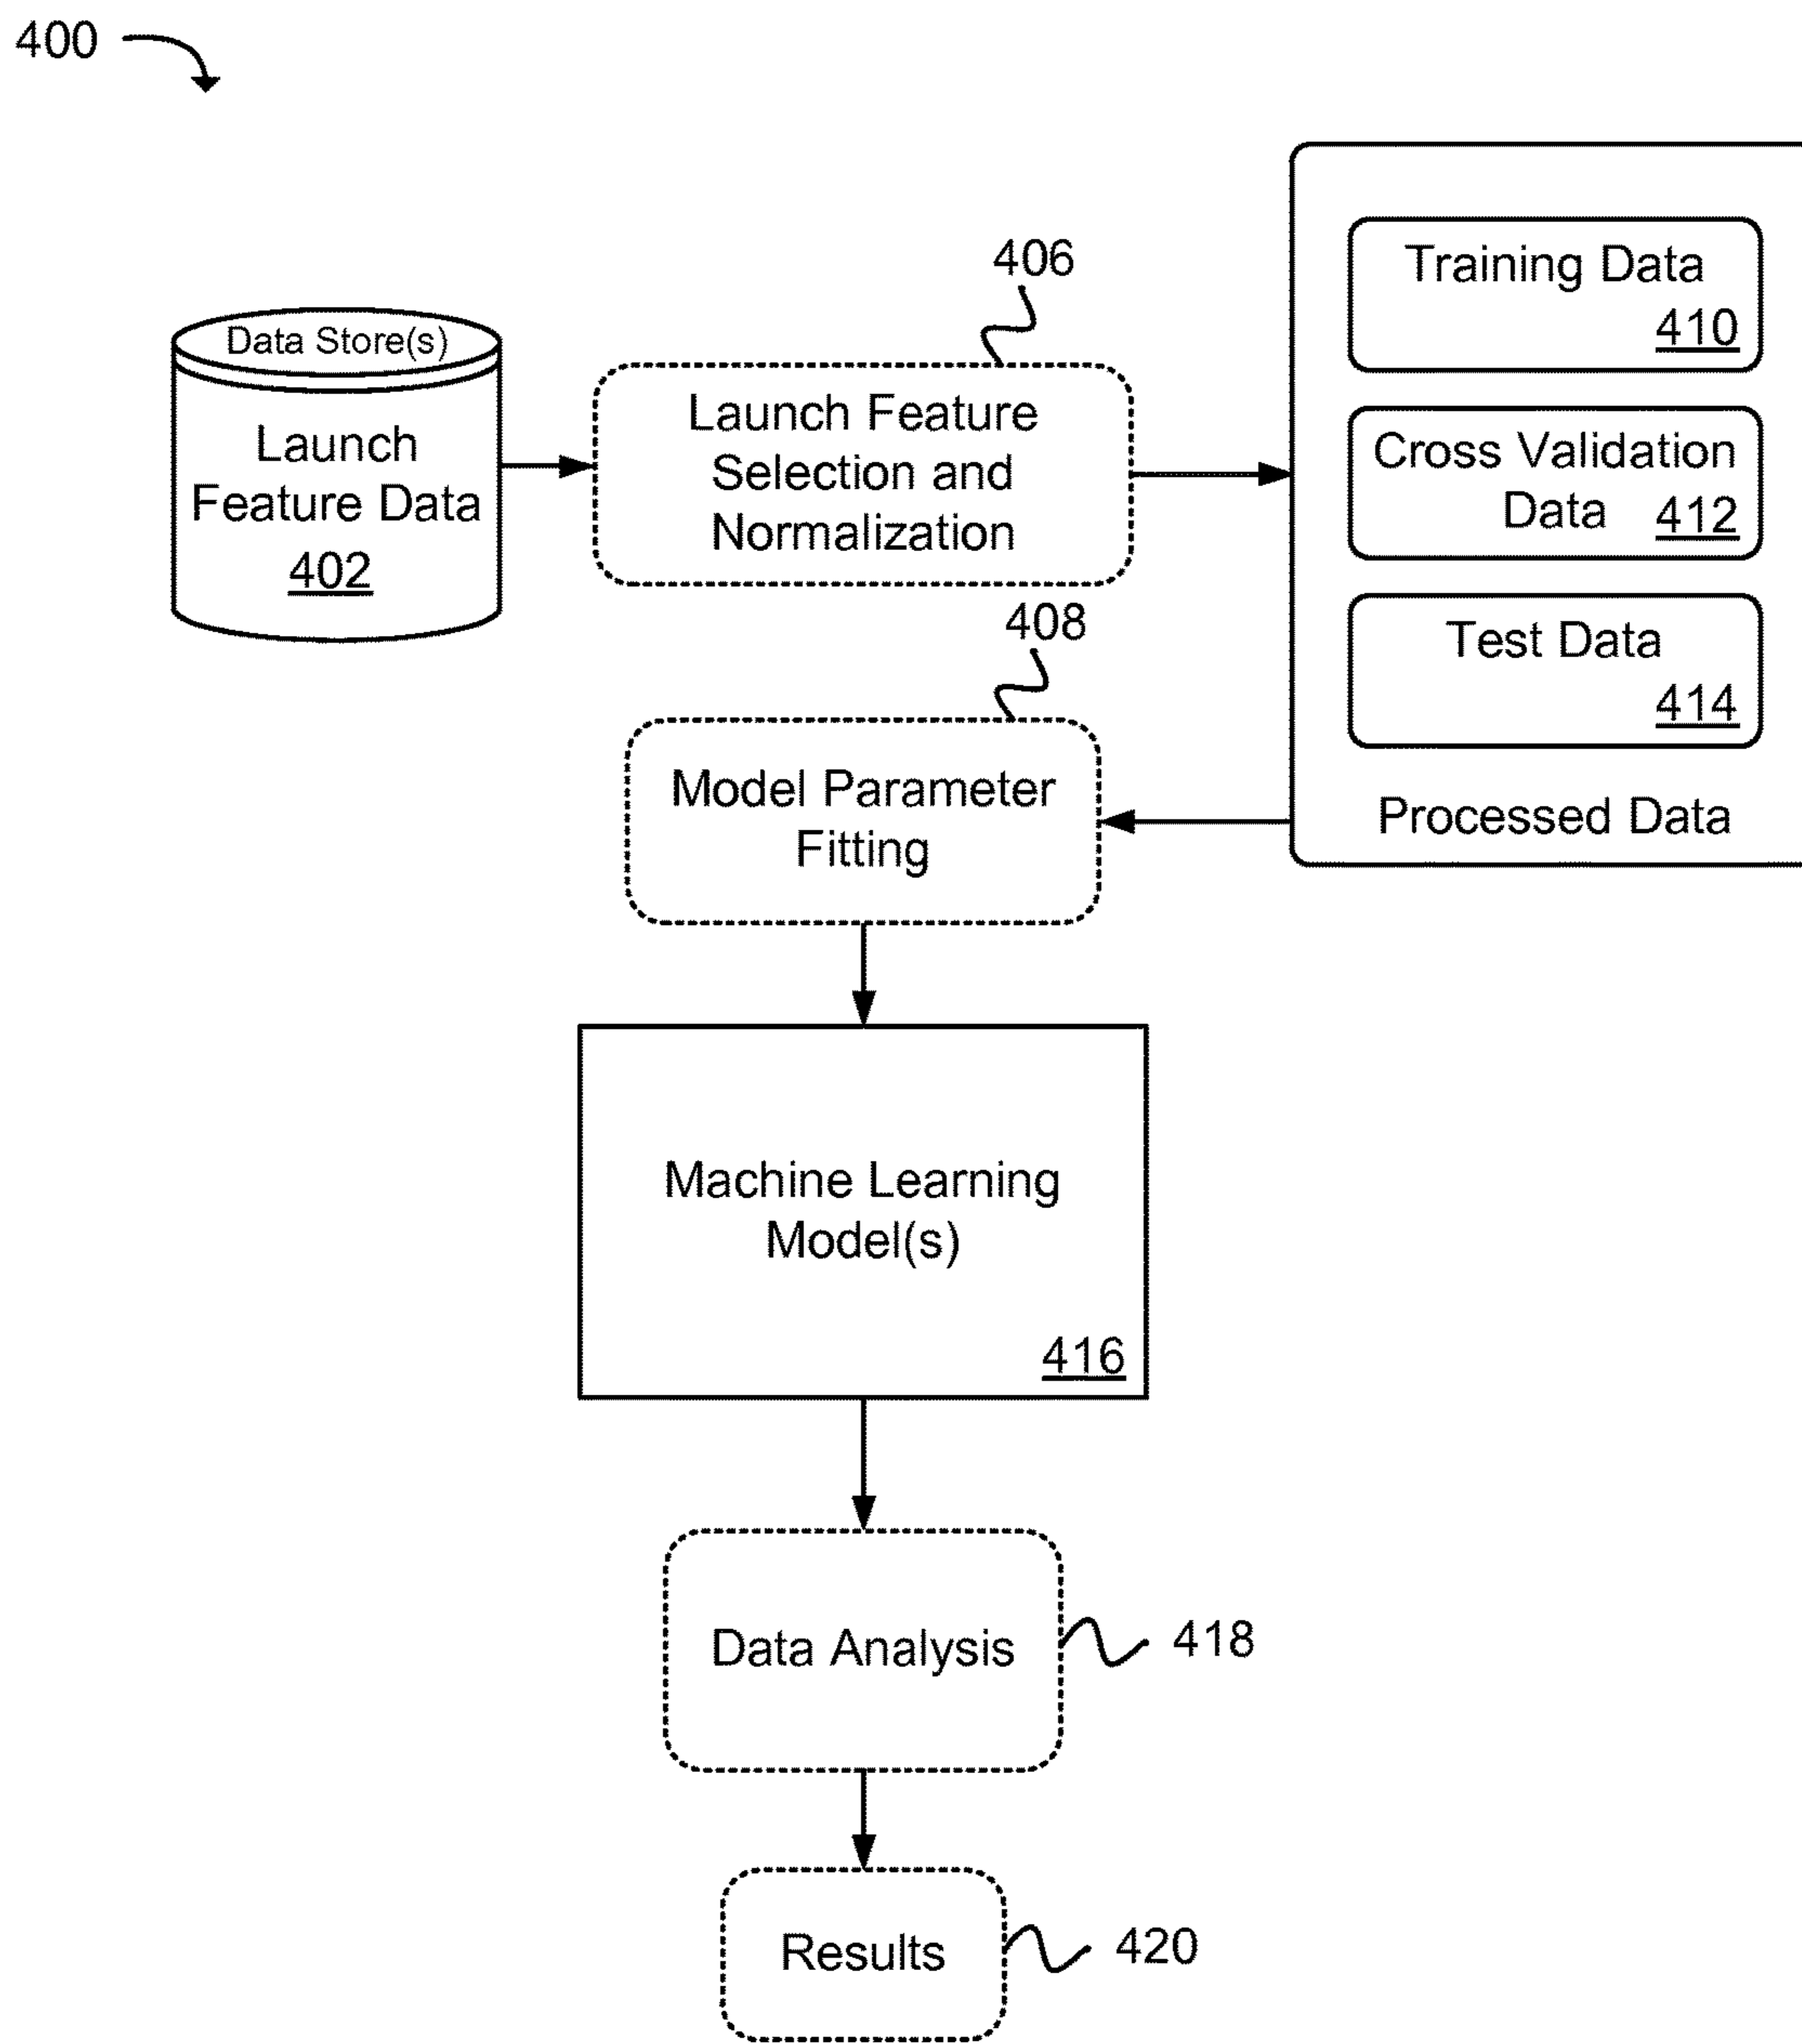 400
Data Store(s)
Launch
Feature Data
402
406
Launch Feature
Selection and
Normalization
Training Data
410
Cross Validation
Data 412
Test Data
414
Processed Data
408
Model Parameter
Fitting
Machine Learning
Model(s)
416
Data Analysis
418
Results
420